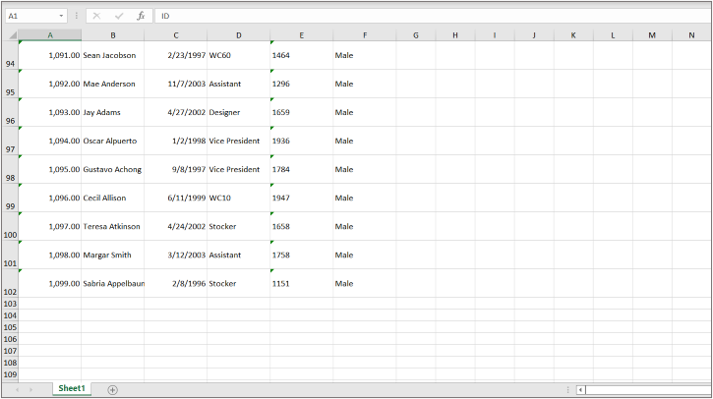 A1 fx ID
A B C D E F G H I J K L M N
94 1,091.00 Sean Jacobson 2/23/1997 WC60 1464 Male
95 1,092.00 Mae Anderson 11/7/2003 Assistant 1296 Male
96 1,093.00 Jay Adams 4/27/2002 Designer 1659 Male
97 1,094.00 Oscar Alpuerto 1/2/1998 Vice President 1936 Male
98 1,095.00 Gustavo Achong 9/8/1997 Vice President 1784 Male
99 1,096.00 Cecil Allison 6/11/1999 WC10 1947 Male
100 1,097.00 Teresa Atkinson 4/24/2002 Stocker 1658 Male
101 1,098.00 Margar Smith 3/12/2003 Assistant 1758 Male
102 1,099.00 Sabria Appelbaun 2/8/1996 Stocker 1151 Male
103
104
105
106
107
108
109
Sheet1